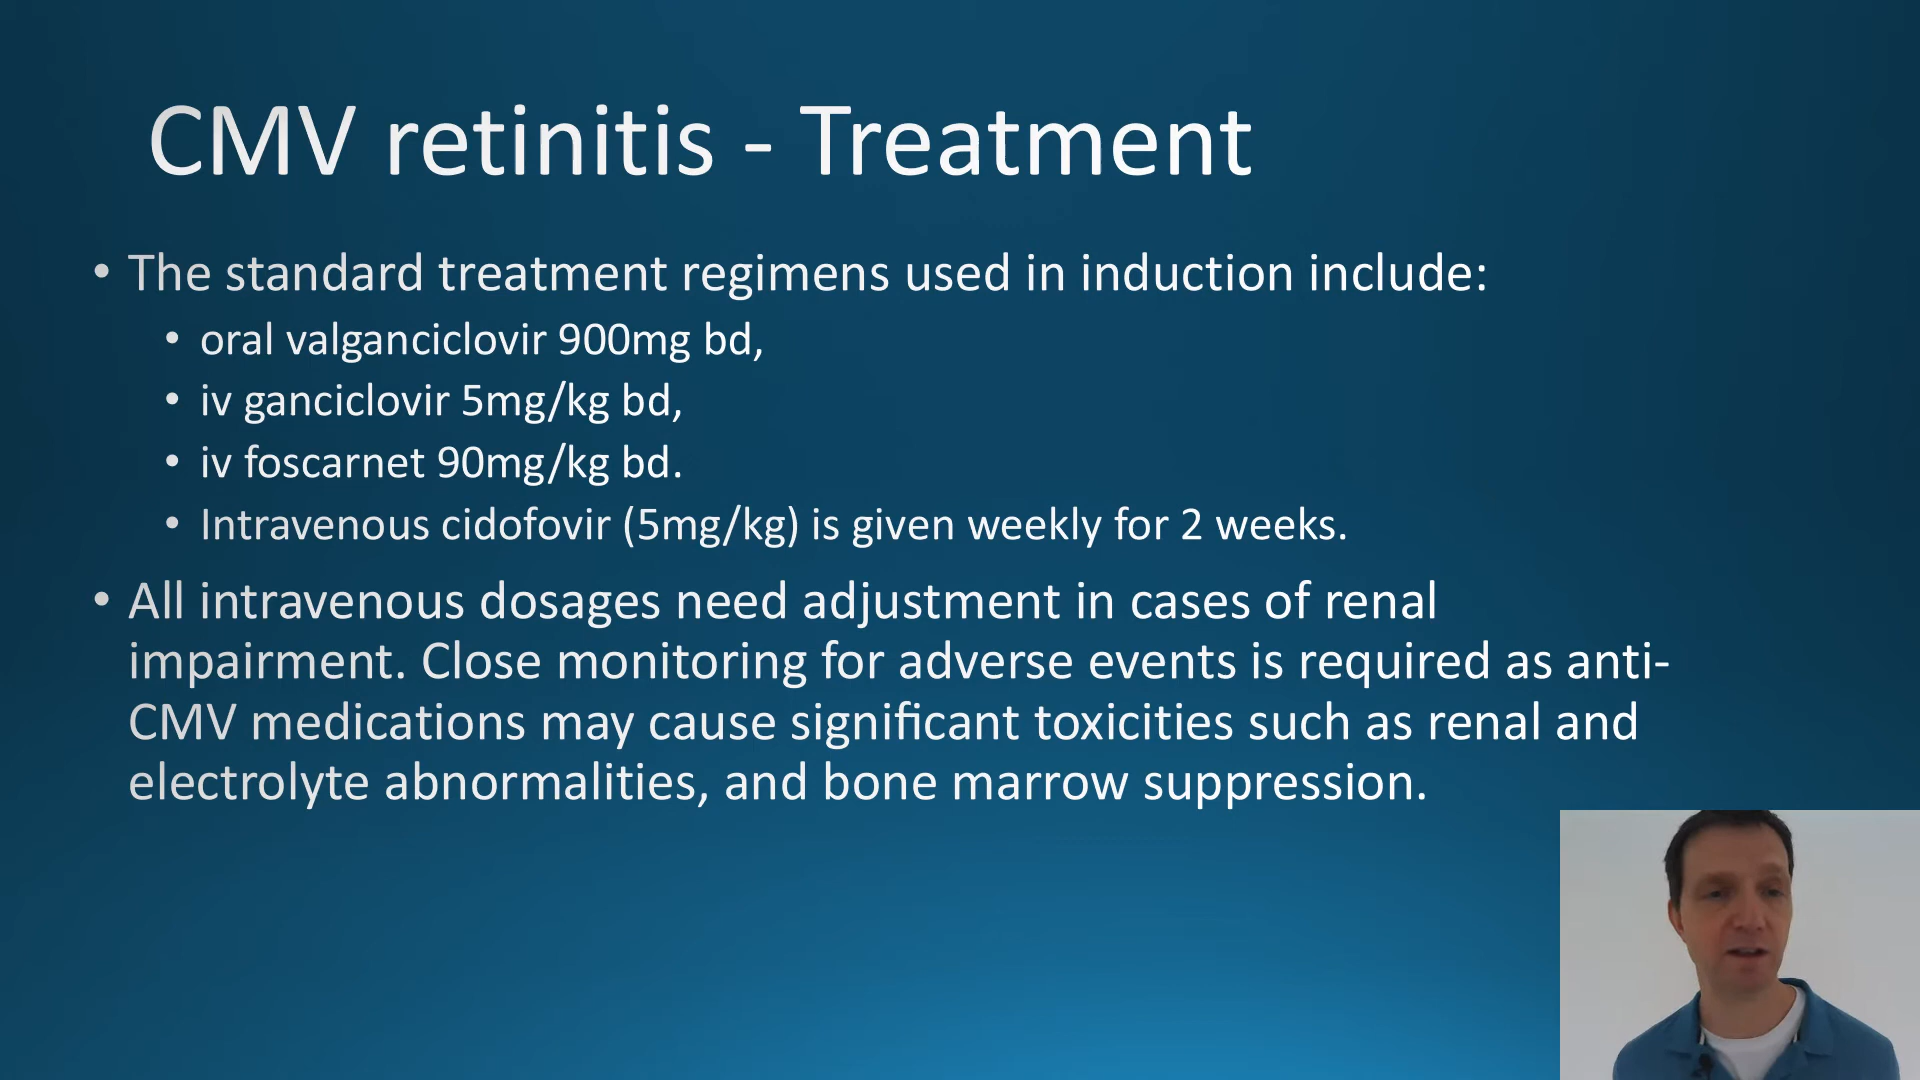 CMV retinitis - Treatment
• The standard treatment regimens used in induction include:
• oral valganciclovir 900mg bd,
• iv ganciclovir 5mg/kg bd,
• iv foscarnet 90mg/kg bd.
• Intravenous cidofovir (5mg/kg) is given weekly for 2 weeks.
• All intravenous dosages need adjustment in cases of renal
impairment. Close monitoring for adverse events is required as anti-
CMV medications may cause significant toxicities such as renal and
electrolyte abnormalities, and bone marrow suppression.